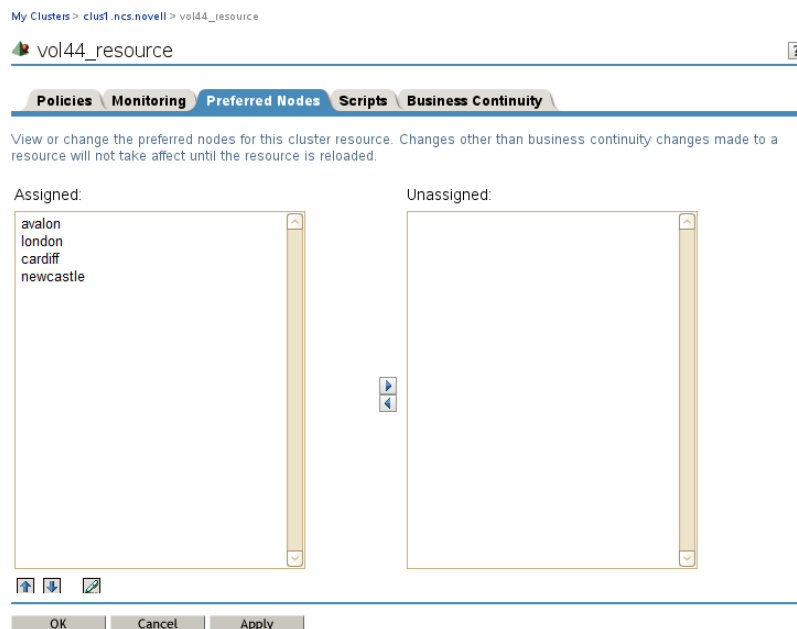 My Clusters > clus1.ncs.novell > vol44_resource
vol44_resource
?
Policies Monitoring Preferred Nodes Scripts Business Continuity
View or change the preferred nodes for this cluster resource. Changes other than business continuity changes made to a
resource will not take affect until the resource is reloaded.
Assigned: Unassigned:
avalon
london
cardiff
newcastle
OK Cancel Apply